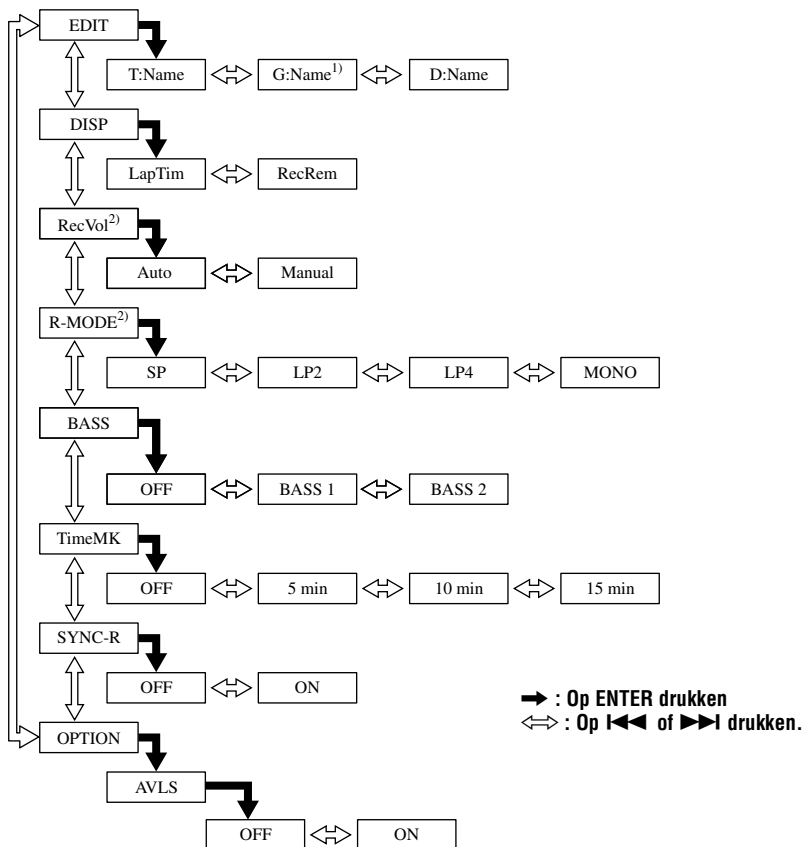 EDIT
T:Name G:Name1) D:Name
DISP
LapTim RecRem
RecVol2)
Auto Manual
R-MODE2)
SP LP2 LP4 MONO
BASS
OFF BASS 1 BASS 2
TimeMK
OFF 5 min 10 min 15 min
SYNC-R
OFF ON
: Op ENTER drukken
: Op of drukken.
OPTION
AVLS
OFF ON